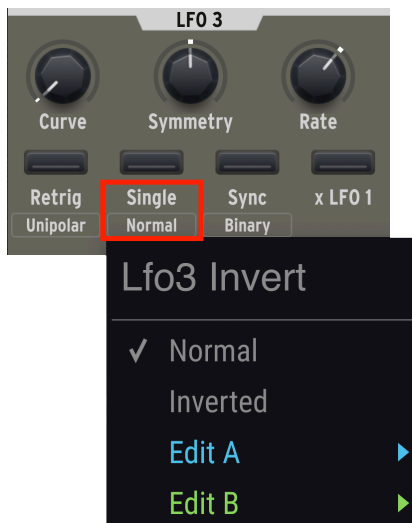 LFO 3
Curve Symmetry Rate
Retrig Single Sync x LFO 1
Unipolar Normal Binary
Lfo3 Invert
✓ Normal
Inverted
Edit A
Edit B